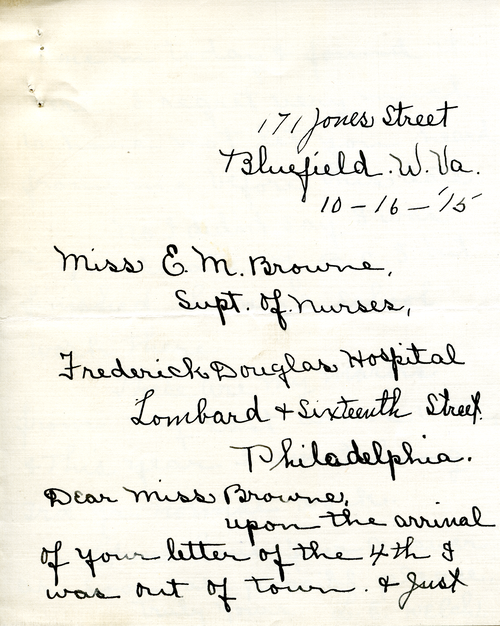 171 Jones Street
Bluefield. W. Va.
10 - 16 - '15
Miss E. M. Browne,
Supt. of Nurses,
Frederick Douglas Hospital
Lombard + Sixteenth Street.
Philadelphia.
Dear Miss Browne,
upon the arrival
of your letter of the 4th I
was out of town. & Just